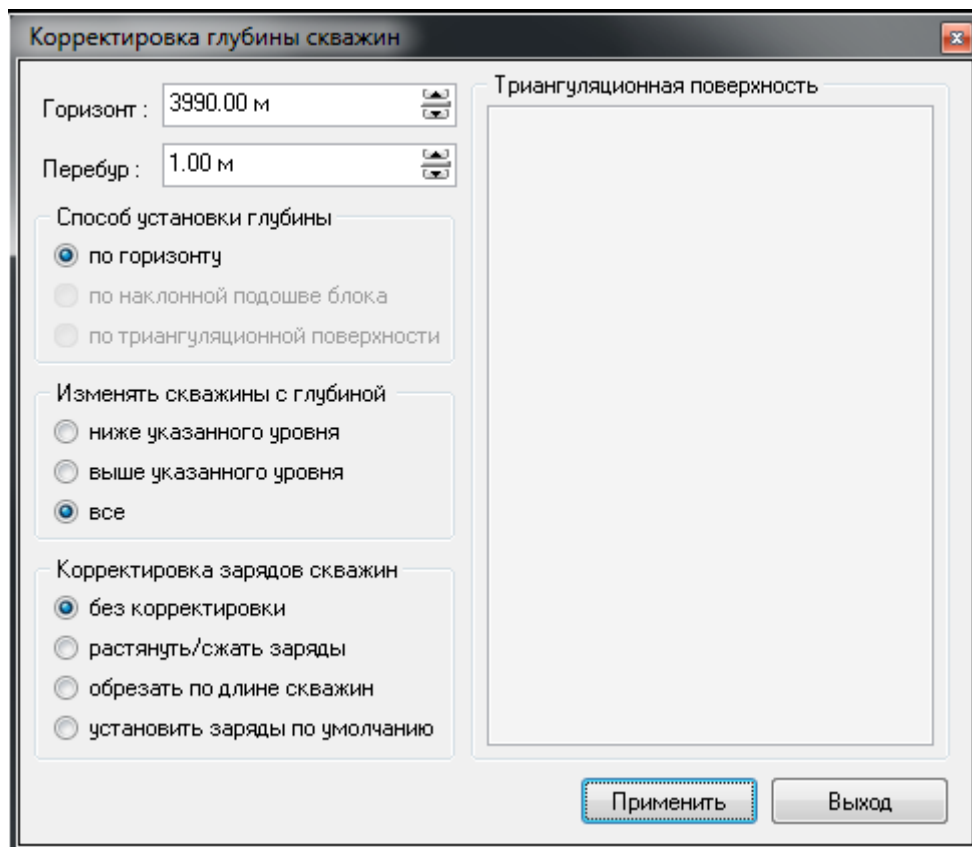 Корректировка глубины скважин
Горизонт : 3990.00 м
Перебур : 1.00 м
Способ установки глубины
по горизонту
по наклонной подошве блока
по триангуляционной поверхности
Изменять скважины с глубиной
ниже указанного уровня
выше указанного уровня
все
Корректировка зарядов скважин
без корректировки
растянуть/сжать заряды
обрезать по длине скважин
установить заряды по умолчанию
Триангуляционная поверхность
Применить
Выход